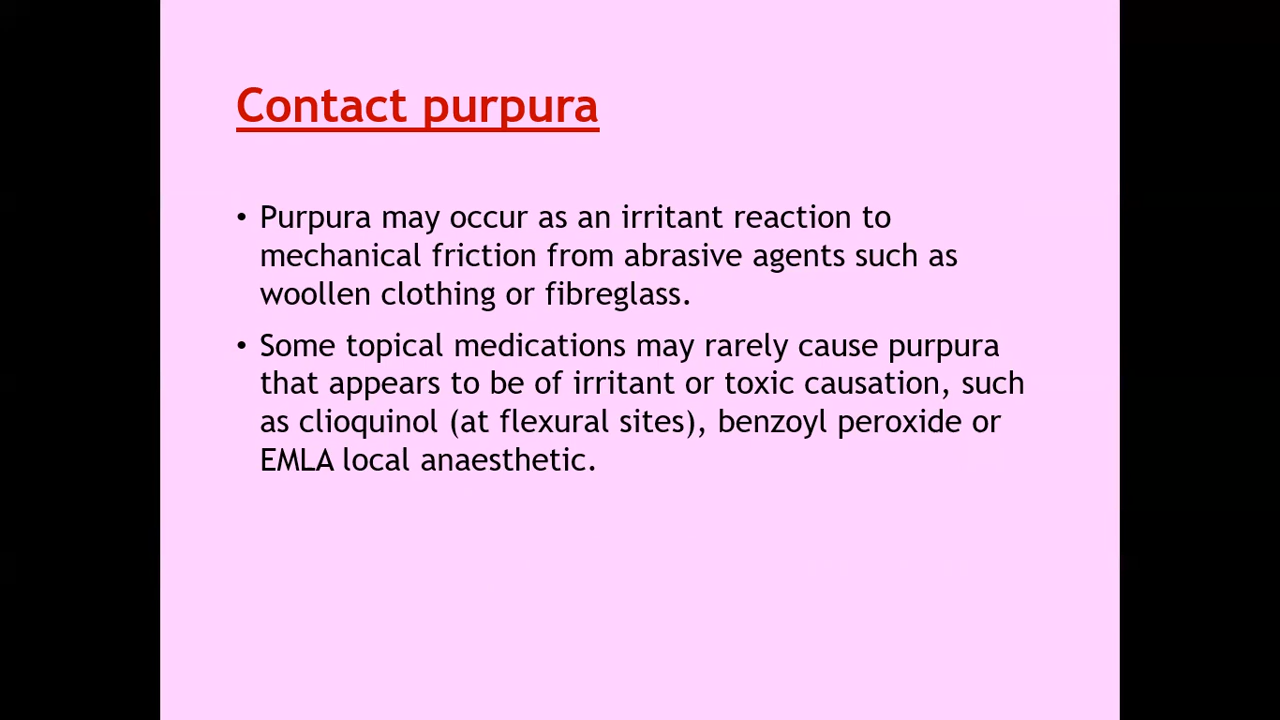 Contact purpura
• Purpura may occur as an irritant reaction to
mechanical friction from abrasive agents such as
woollen clothing or fibreglass.
• Some topical medications may rarely cause purpura
that appears to be of irritant or toxic causation, such
as clioquinol (at flexural sites), benzoyl peroxide or
EMLA local anaesthetic.